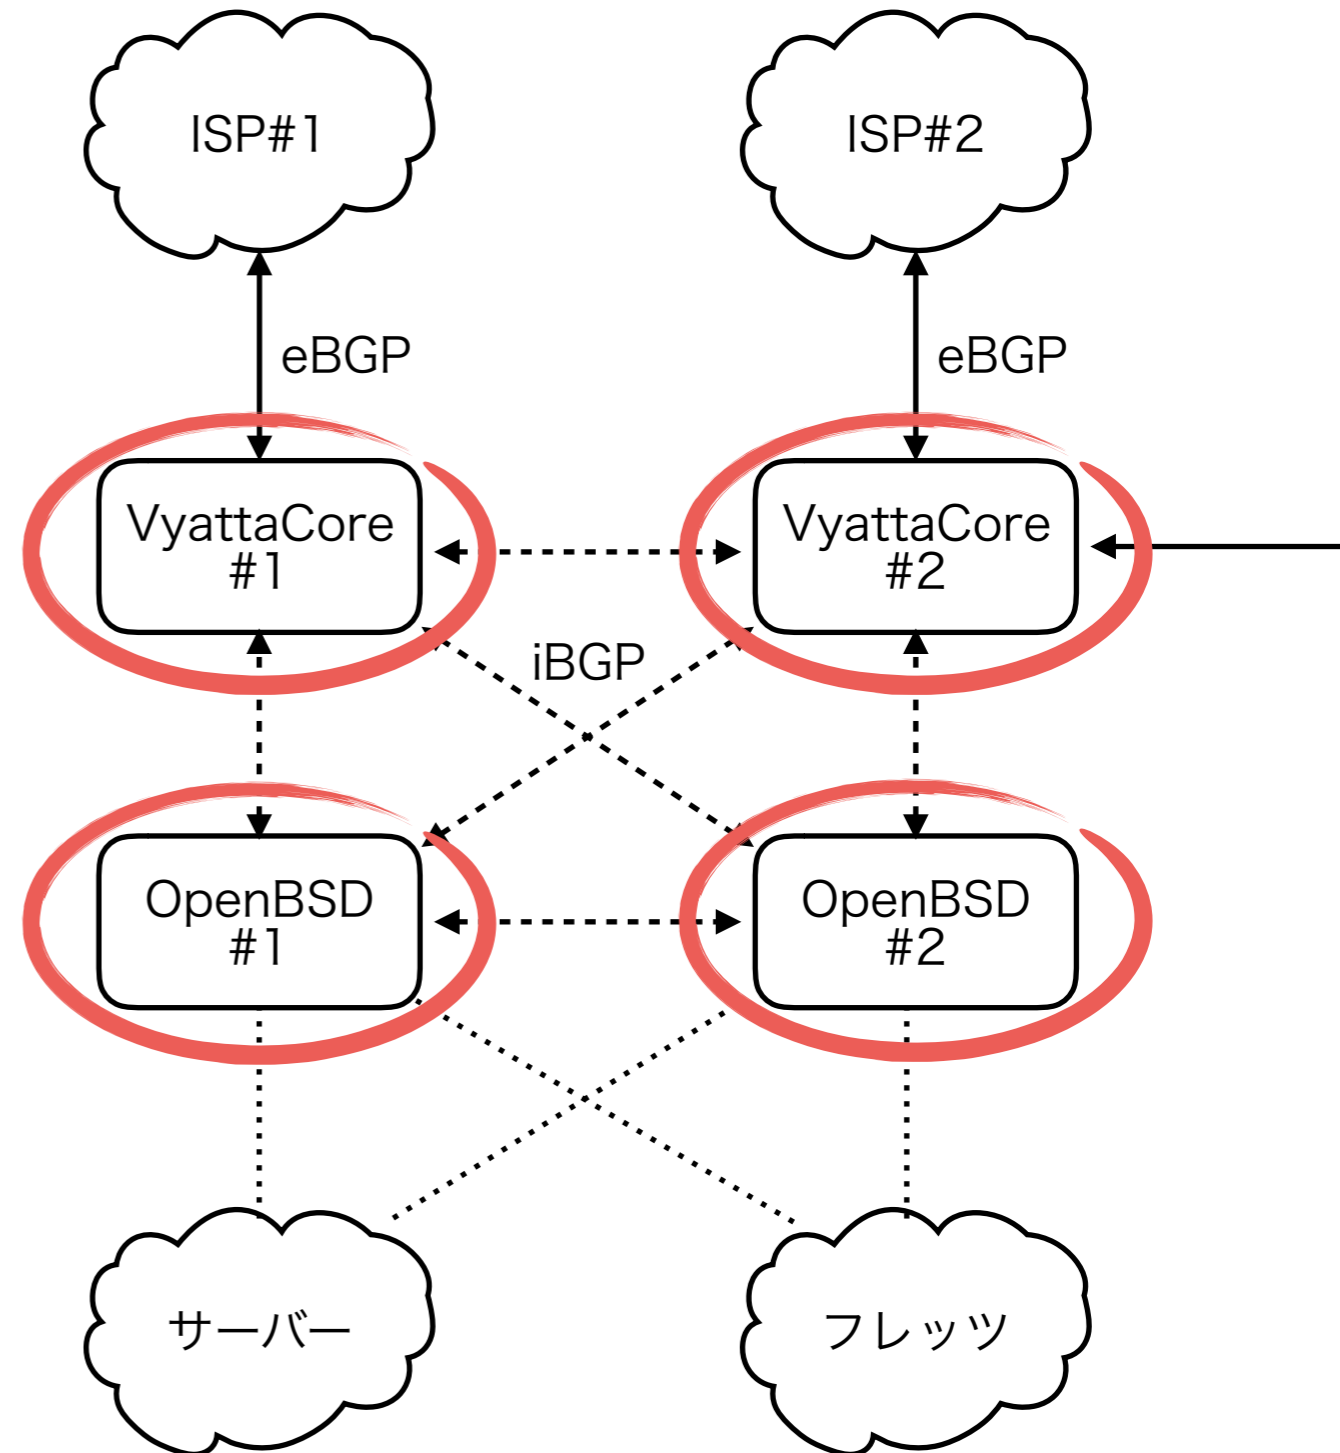 ISP#1
ISP#2
eBGP
eBGP
VyattaCore
#1
VyattaCore
#2
iBGP
OpenBSD
#1
OpenBSD
#2
サーバー
フレッツ